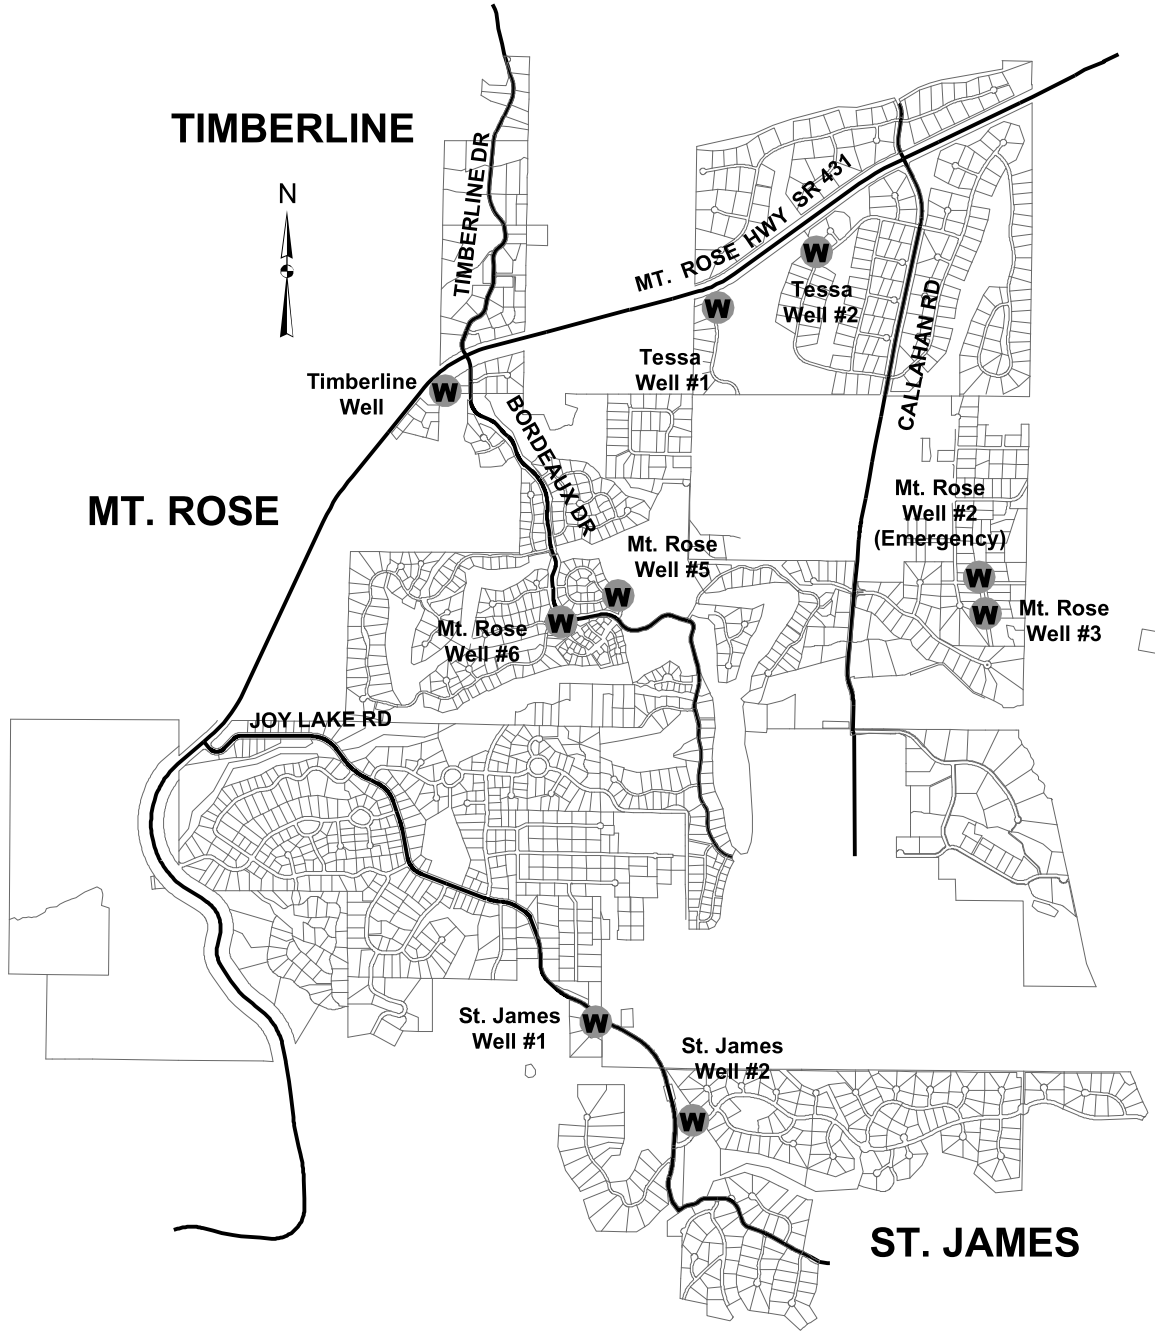 TIMBERLINE
N
TIMBERLINE DR
MT. ROSE HWY SR 431
W
Tessa
Well #2
W
Tessa
Well #1
CALLAHAN RD
Timberline
Well
W
BORDEAUX DR
MT. ROSE
Mt. Rose
Well #2
(Emergency)
W
Mt. Rose
Well #5
W
W
Mt. Rose
Well #3
Mt. Rose
Well #6
W
JOY LAKE RD
St. James
Well #1
W
St. James
Well #2
W
ST. JAMES